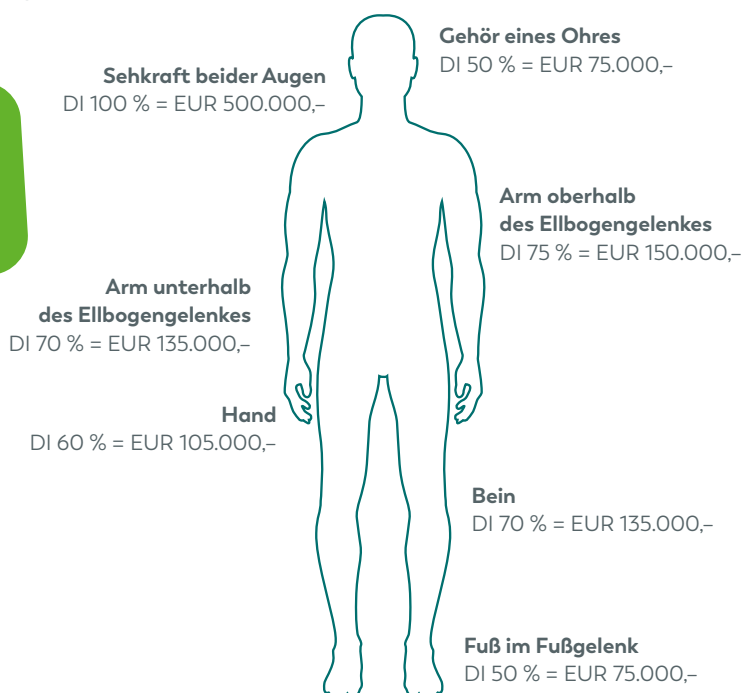 Gehör eines Ohres
DI 50 % = EUR 75.000,–
Sehkraft beider Augen
DI 100 % = EUR 500.000,–
Arm oberhalb
des Ellbogengelenkes
DI 75 % = EUR 150.000,–
Arm unterhalb
des Ellbogengelenkes
DI 70 % = EUR 135.000,–
Hand
DI 60 % = EUR 105.000,–
Bein
DI 70 % = EUR 135.000,–
Fuß im Fußgelenk
DI 50 % = EUR 75.000,–